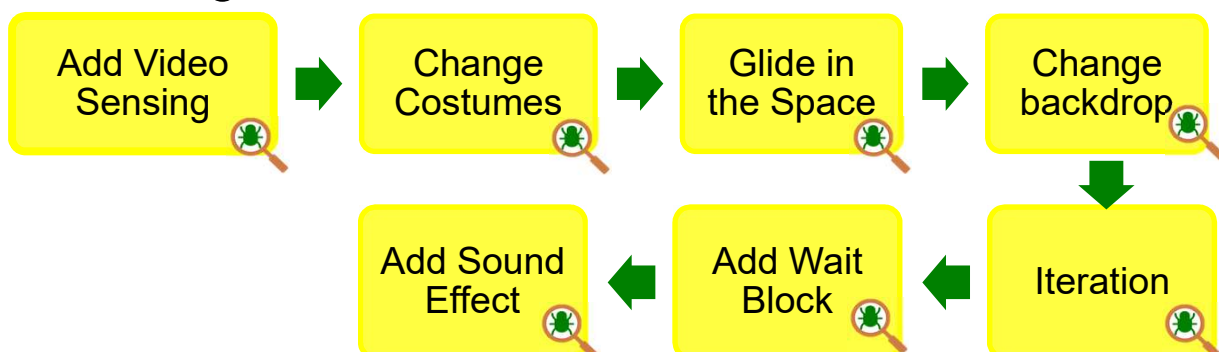 Add Video
Sensing
Change
Costumes
Glide in
the Space
Change
backdrop
Iteration
Add Wait
Block
Add Sound
Effect